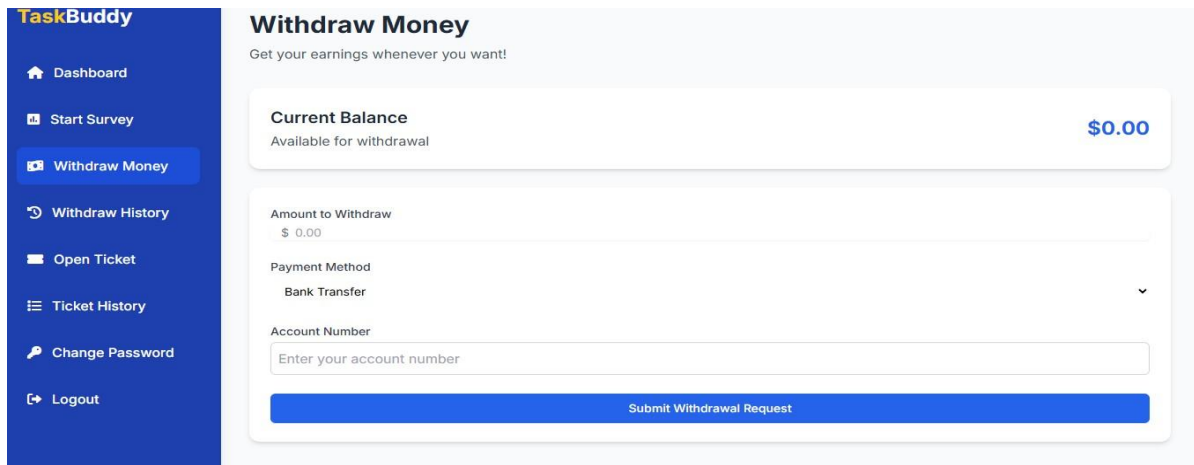 TaskBuddy
Dashboard
Start Survey
Withdraw Money
Withdraw History
Open Ticket
Ticket History
Change Password
Logout
Withdraw Money
Get your earnings whenever you want!
Current Balance
Available for withdrawal
$0.00
Amount to Withdraw
$ 0.00
Payment Method
Bank Transfer
Account Number
Enter your account number
Submit Withdrawal Request